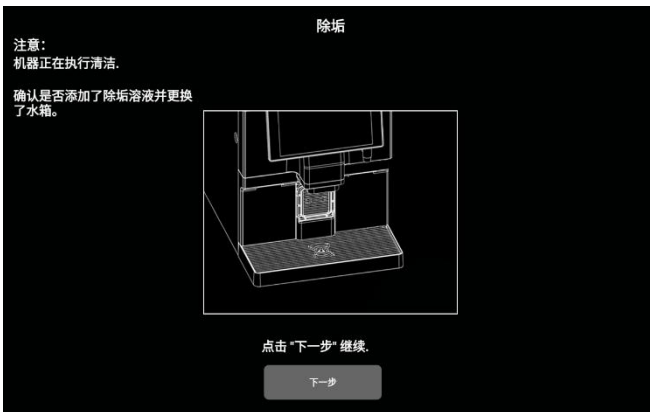 除垢
注意：
机器正在执行清洁.
确认是否添加了除垢溶液并更换
了水箱。
点击 "下一步" 继续.
下一步